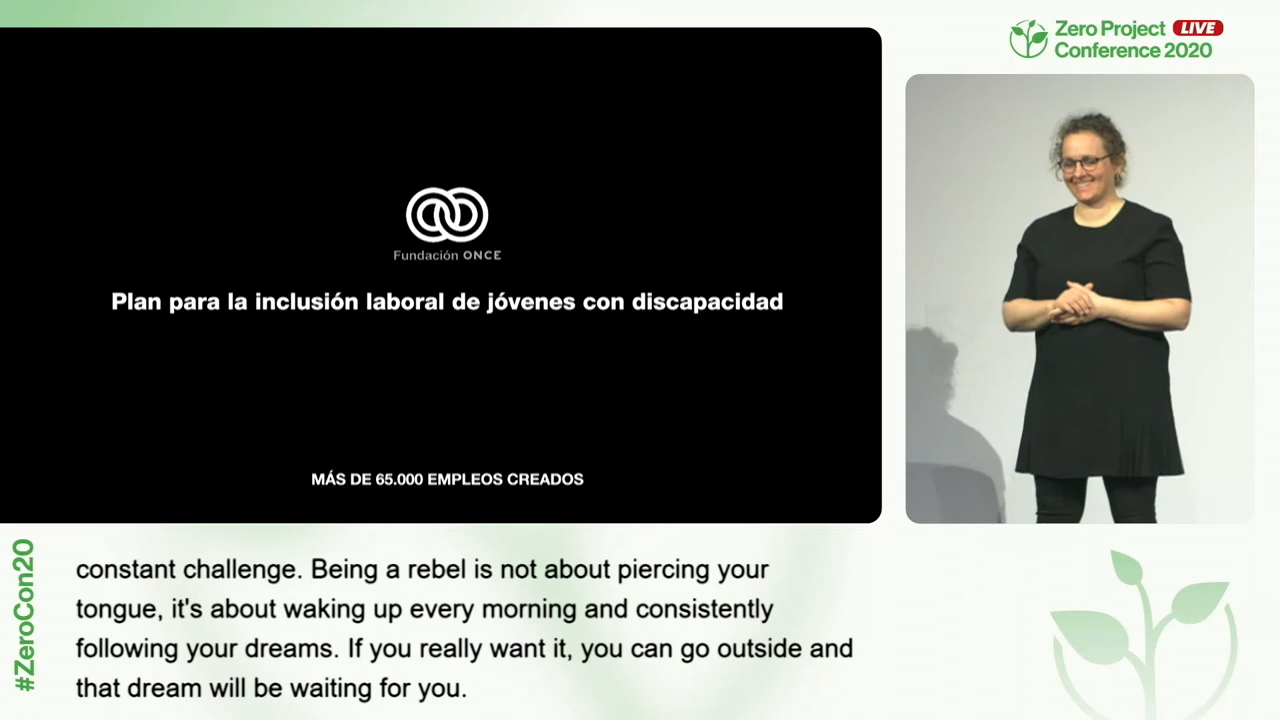 Zero Project LIVE
Conference 2020
Fundación ONCE
Plan para la inclusión laboral de jóvenes con discapacidad
MÁS DE 65.000 EMPLEOS CREADOS
#ZeroCon20
constant challenge. Being a rebel is not about piercing your
tongue, it's about waking up every morning and consistently
following your dreams. If you really want it, you can go outside and
that dream will be waiting for you.